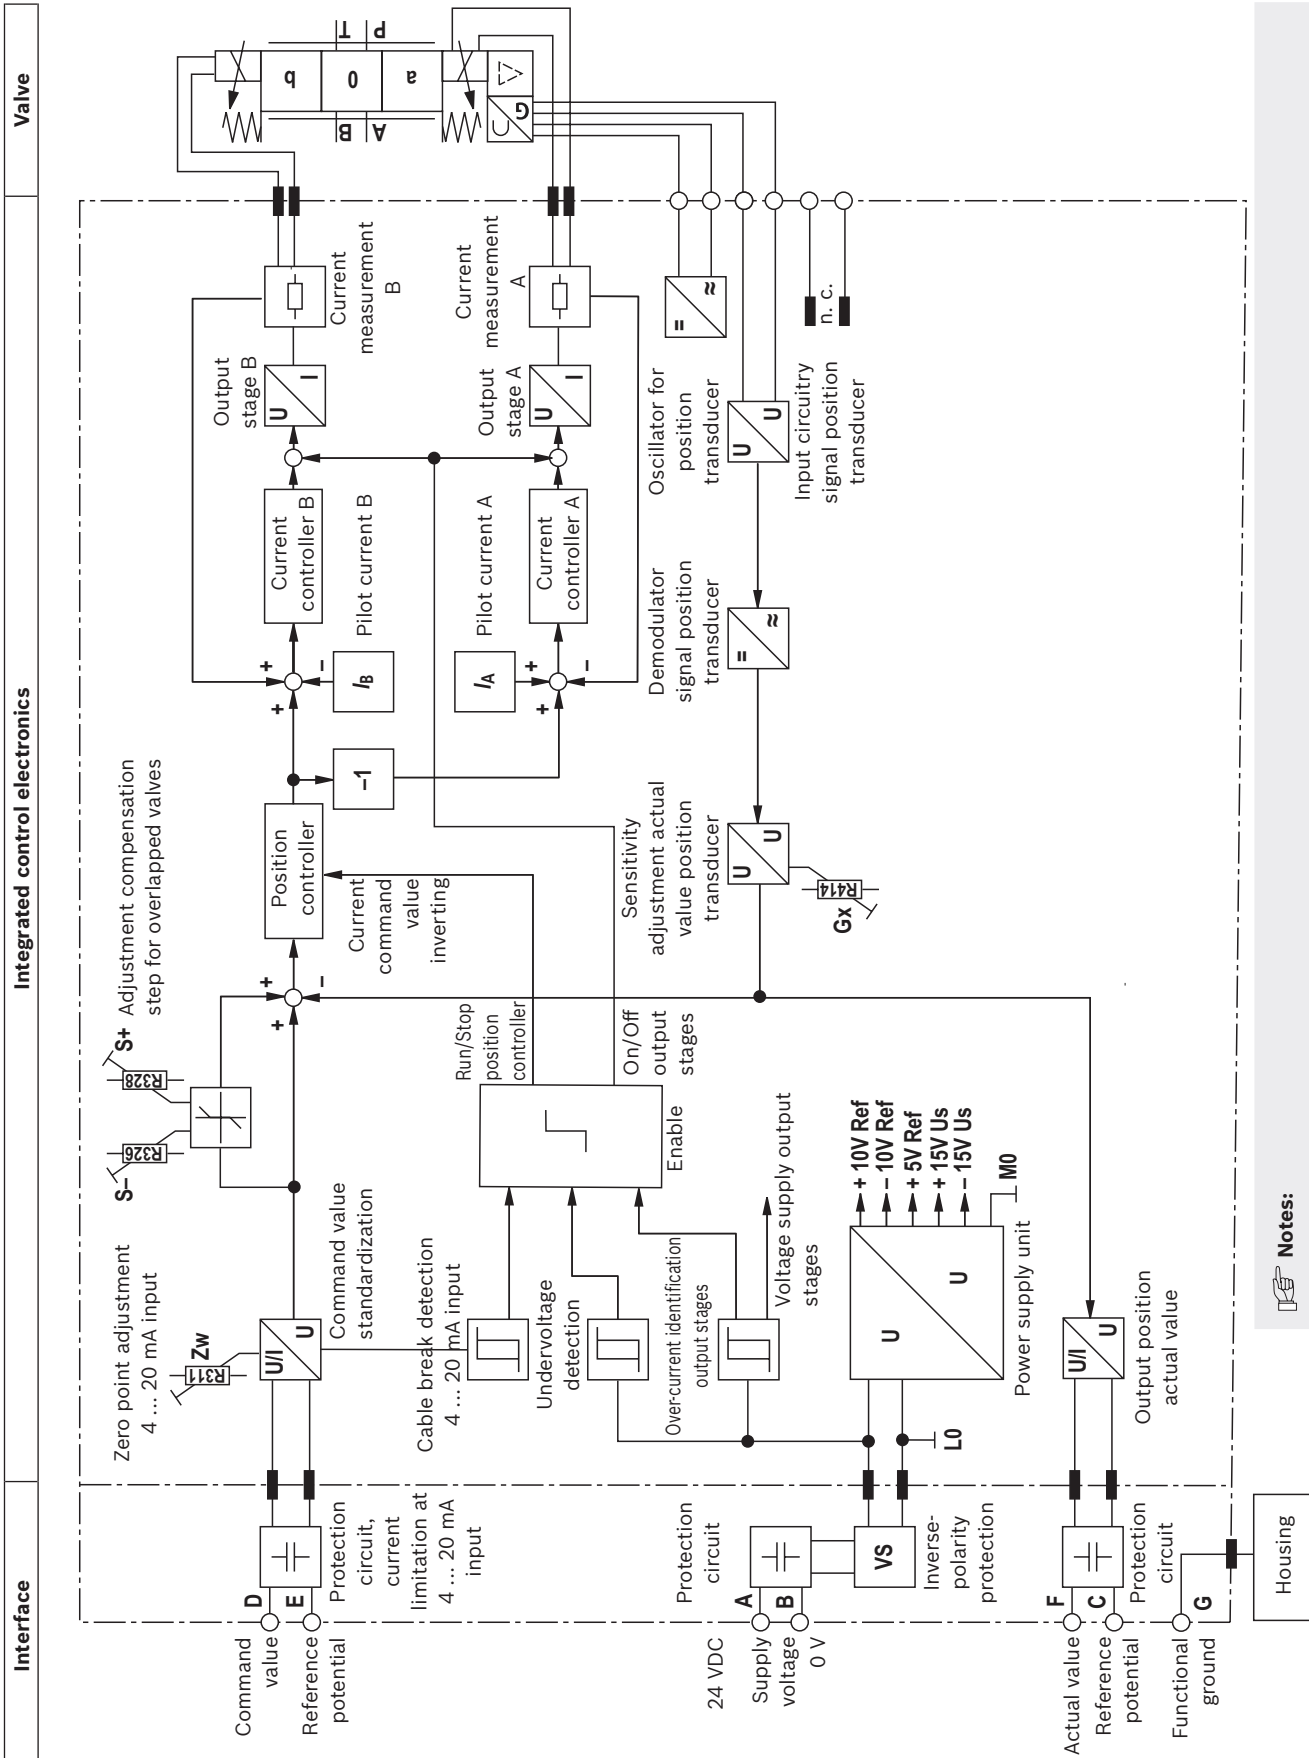 Interface
Integrated control electronics
Valve
Command
value
Reference
potential
D
E
Protection
circuit,
current
limitation at
4 ... 20 mA
input
Zero point adjustment
4 ... 20 mA input
R311
Zw
U/I
U
Command value
standardization
S–
R326
R328
S+
Adjustment compensation
step for overlapped valves
+
+
–
Position
controller
Current
command
value
inverting
–1
+
+
–
IB
Pilot current B
Current
controller B
Output
stage B
U
I
Current
measurement
B
IA
Pilot current A
+
+
–
Current
controller A
Output
stage A
U
I
Current
measurement
A
b
0
a
T
P
B
A
U
G
Cable break detection
4 ... 20 mA input
Undervoltage
detection
Over-current identification
output stages
Enable
Run/Stop
position
controller
On/Off
output
stages
Voltage supply output
stages
Sensitivity
adjustment actual
value position
transducer
U
U
R414
Gx
Demodulator
signal position
transducer
=
≈
Oscillator for
position
transducer
=
≈
U
U
Input circuitry
signal position
transducer
n. c.
24 VDC
Supply
voltage
0 V
A
B
Protection
circuit
VS
Inverse-
polarity
protection
L0
U
U
Power supply unit
+ 10V Ref
– 10V Ref
+ 5V Ref
+ 15V Us
– 15V Us
M0
Actual value
Reference
potential
F
C
Protection
circuit
U/I
U
Output position
actual value
Functional
ground
G
Housing
Notes: